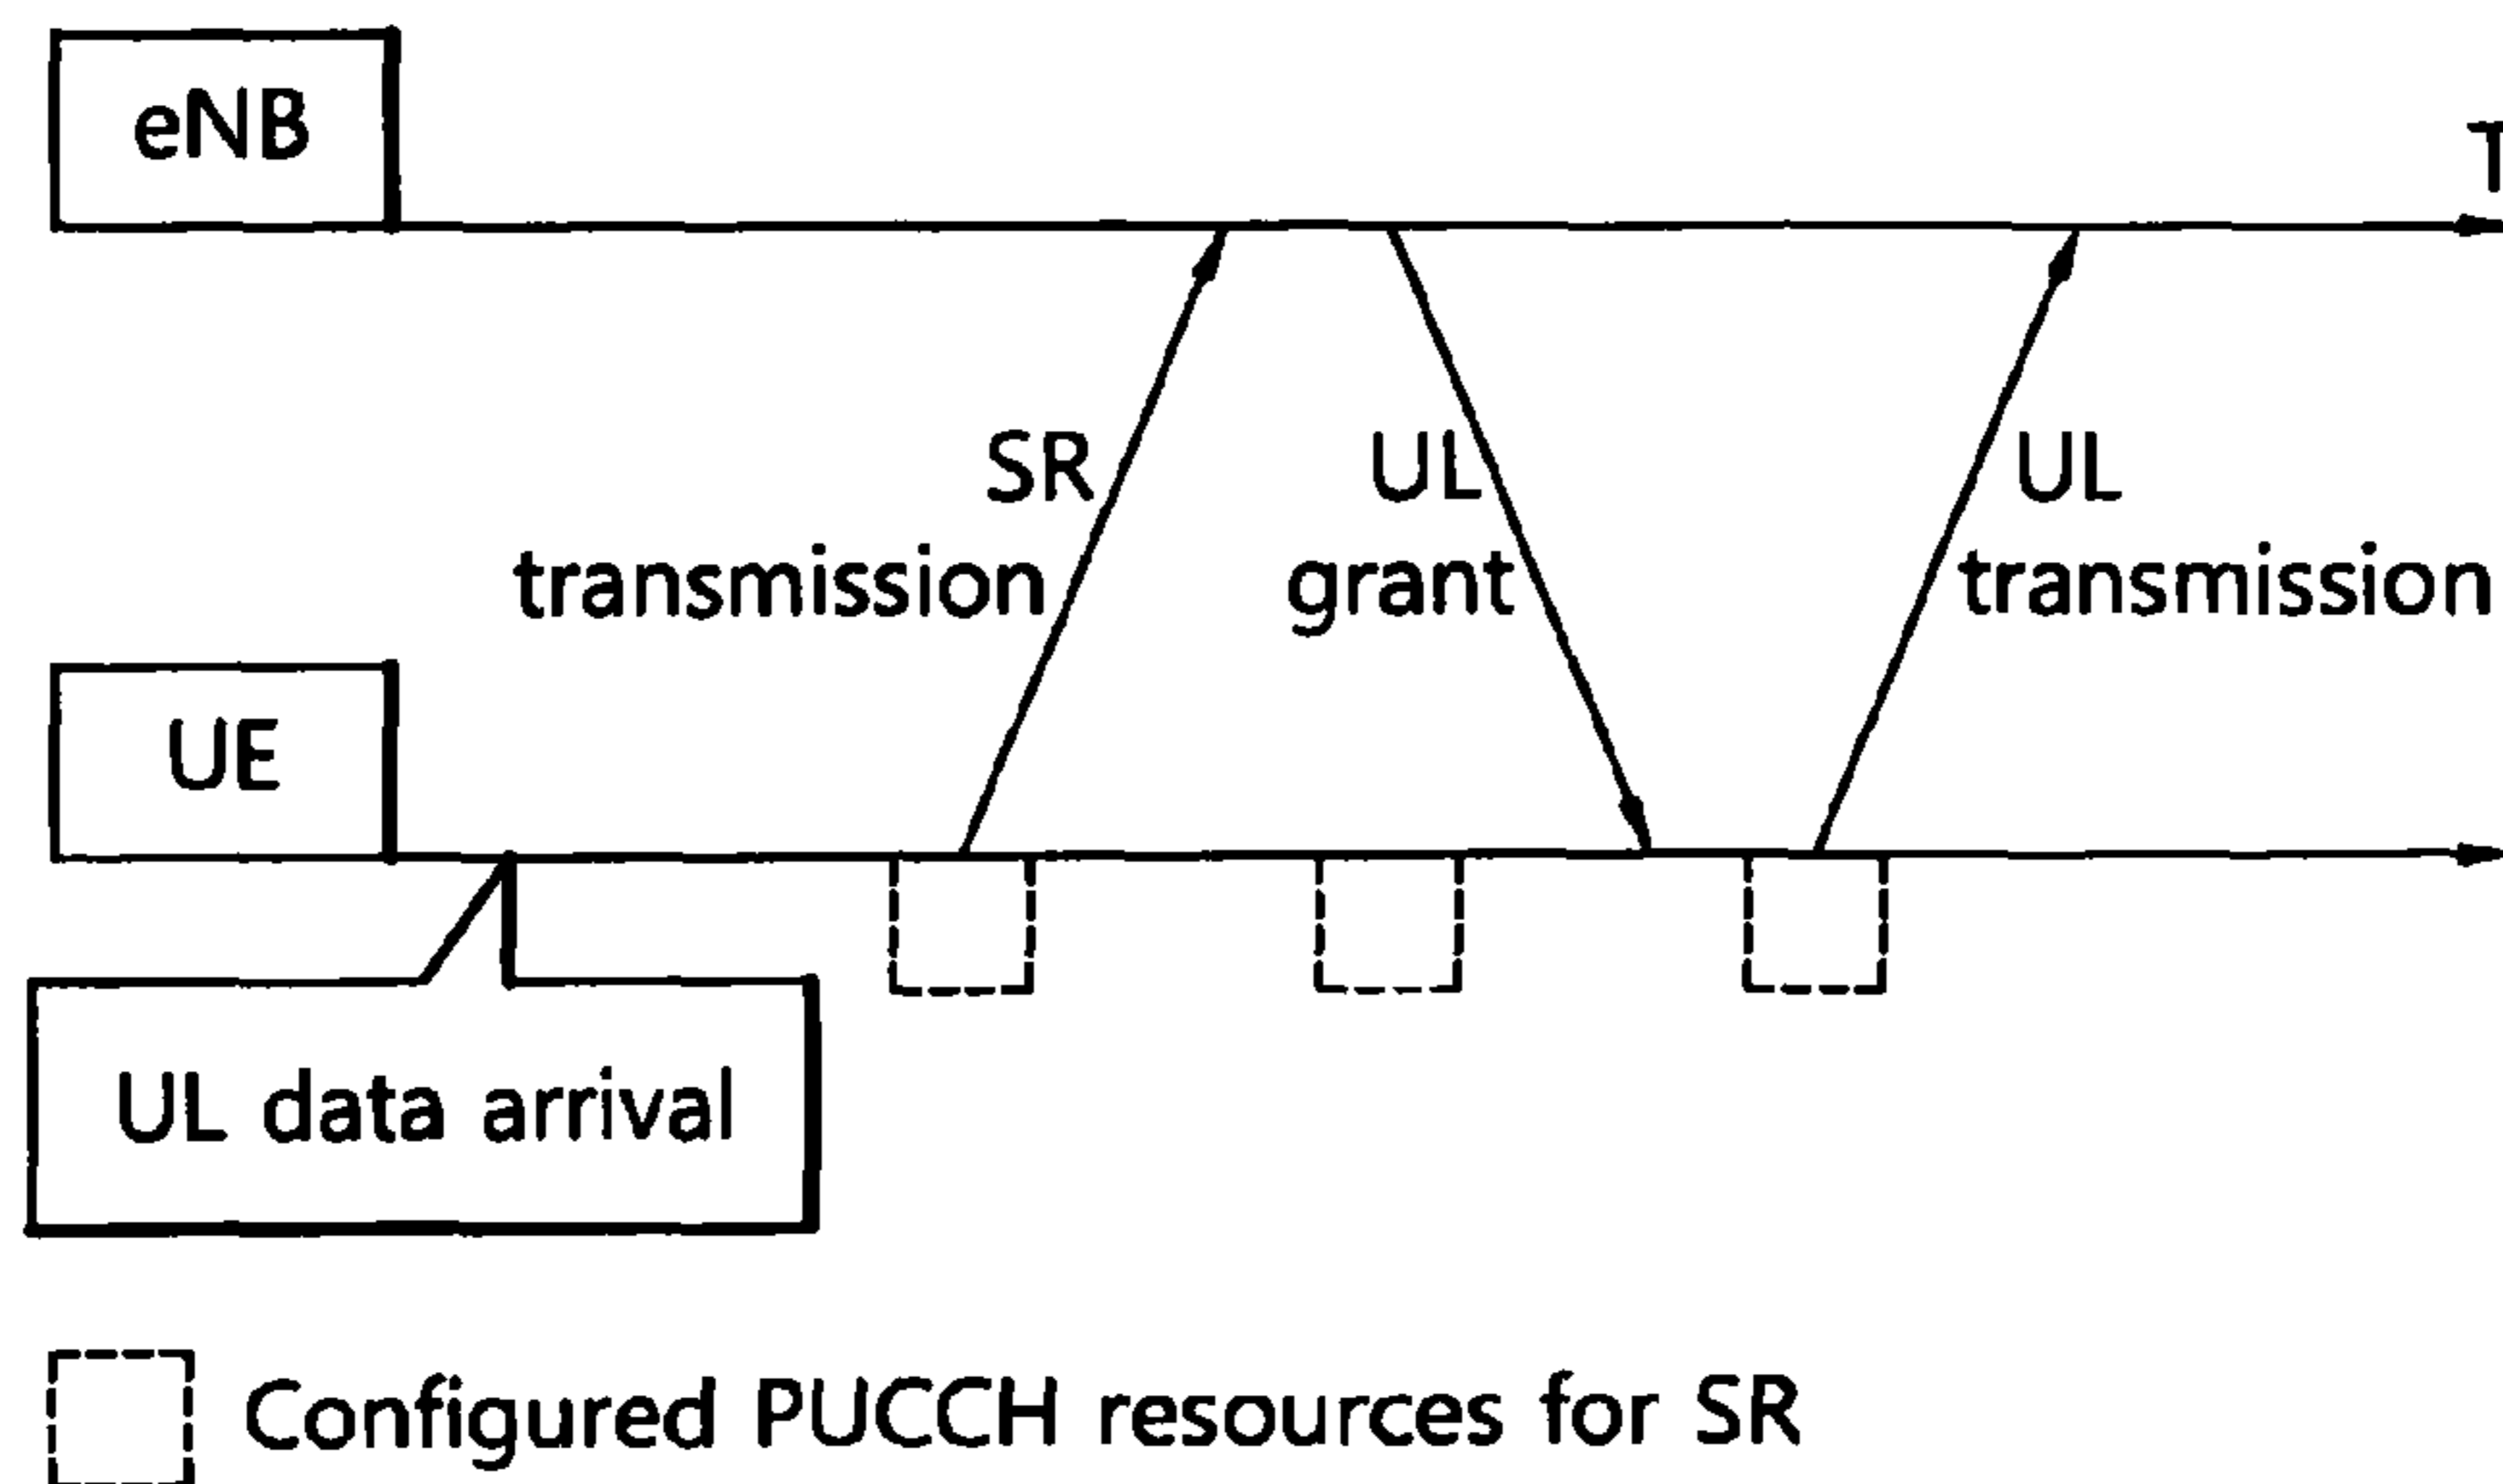 eNB
T
SR
transmission
UL
grant
UL
transmission
UE
UL data arrival
Configured PUCCH resources for SR